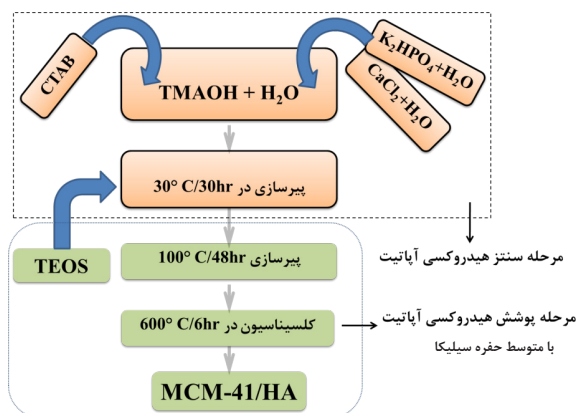 CTAB
TMAOH + H₂O
K₂HPO₄+H₂O
CaCl₂+H₂O
پیرسازی در 30° C/30hr
TEOS
پیرسازی 100° C/48hr
مرحله سنتز هیدروکسی آپاتیت
کلسیناسیون در 600° C/6hr
مرحله پوشش هیدروکسی آپاتیت
با متوسط حفره سیلیکا
MCM-41/HA